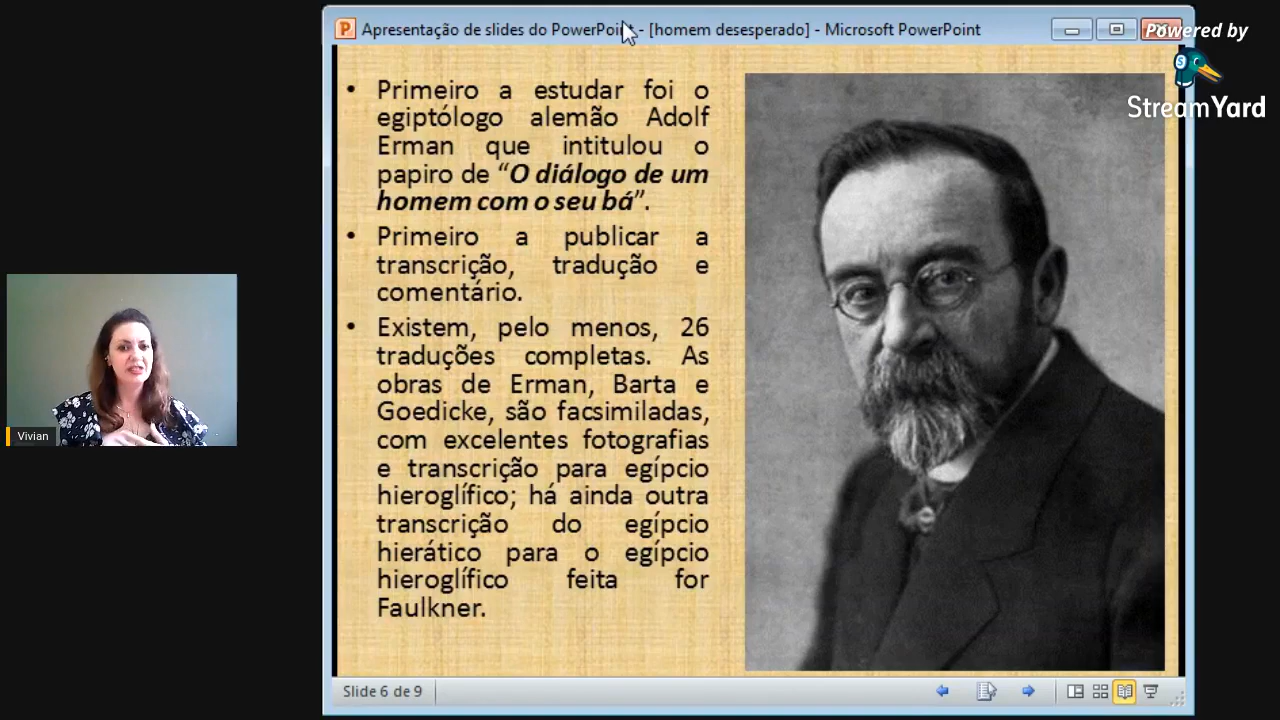 Apresentação de slides do PowerPoint - [homem desesperado] - Microsoft PowerPoint
Powered by
StreamYard
• Primeiro a estudar foi o
egiptólogo alemão Adolf
Erman que intitulou o
papiro de “O diálogo de um
homem com o seu bá”.
• Primeiro a publicar a
transcrição, tradução e
comentário.
• Existem, pelo menos, 26
traduções completas. As
obras de Erman, Barta e
Goedicke, são facsimiladas,
com excelentes fotografias
e transcrição para egípcio
hieroglífico; há ainda outra
transcrição do egípcio
hierático para o egípcio
hieroglífico feita for
Faulkner.
Vivian
Slide 6 de 9